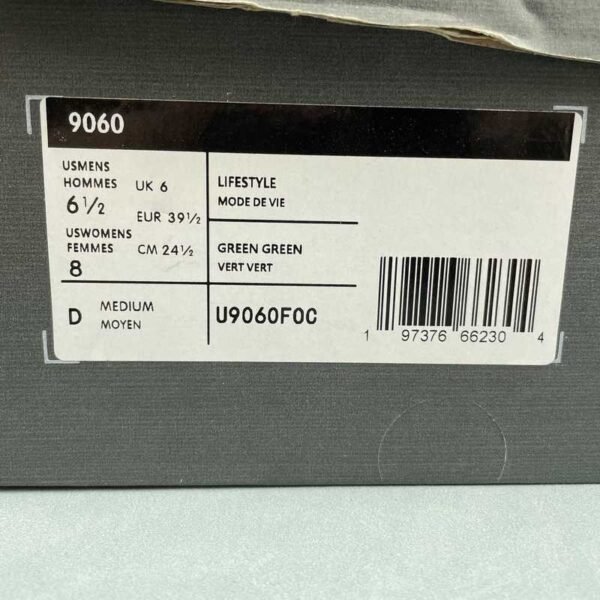 9060
USMENS
HOMMES UK 6
6½
EUR 39½
USWOMENS
FEMMES CM 24½
8
LIFESTYLE
MODE DE VIE
GREEN GREEN
VERT VERT
D MEDIUM
MOYEN
U9060FOC
1 97376 66230 4